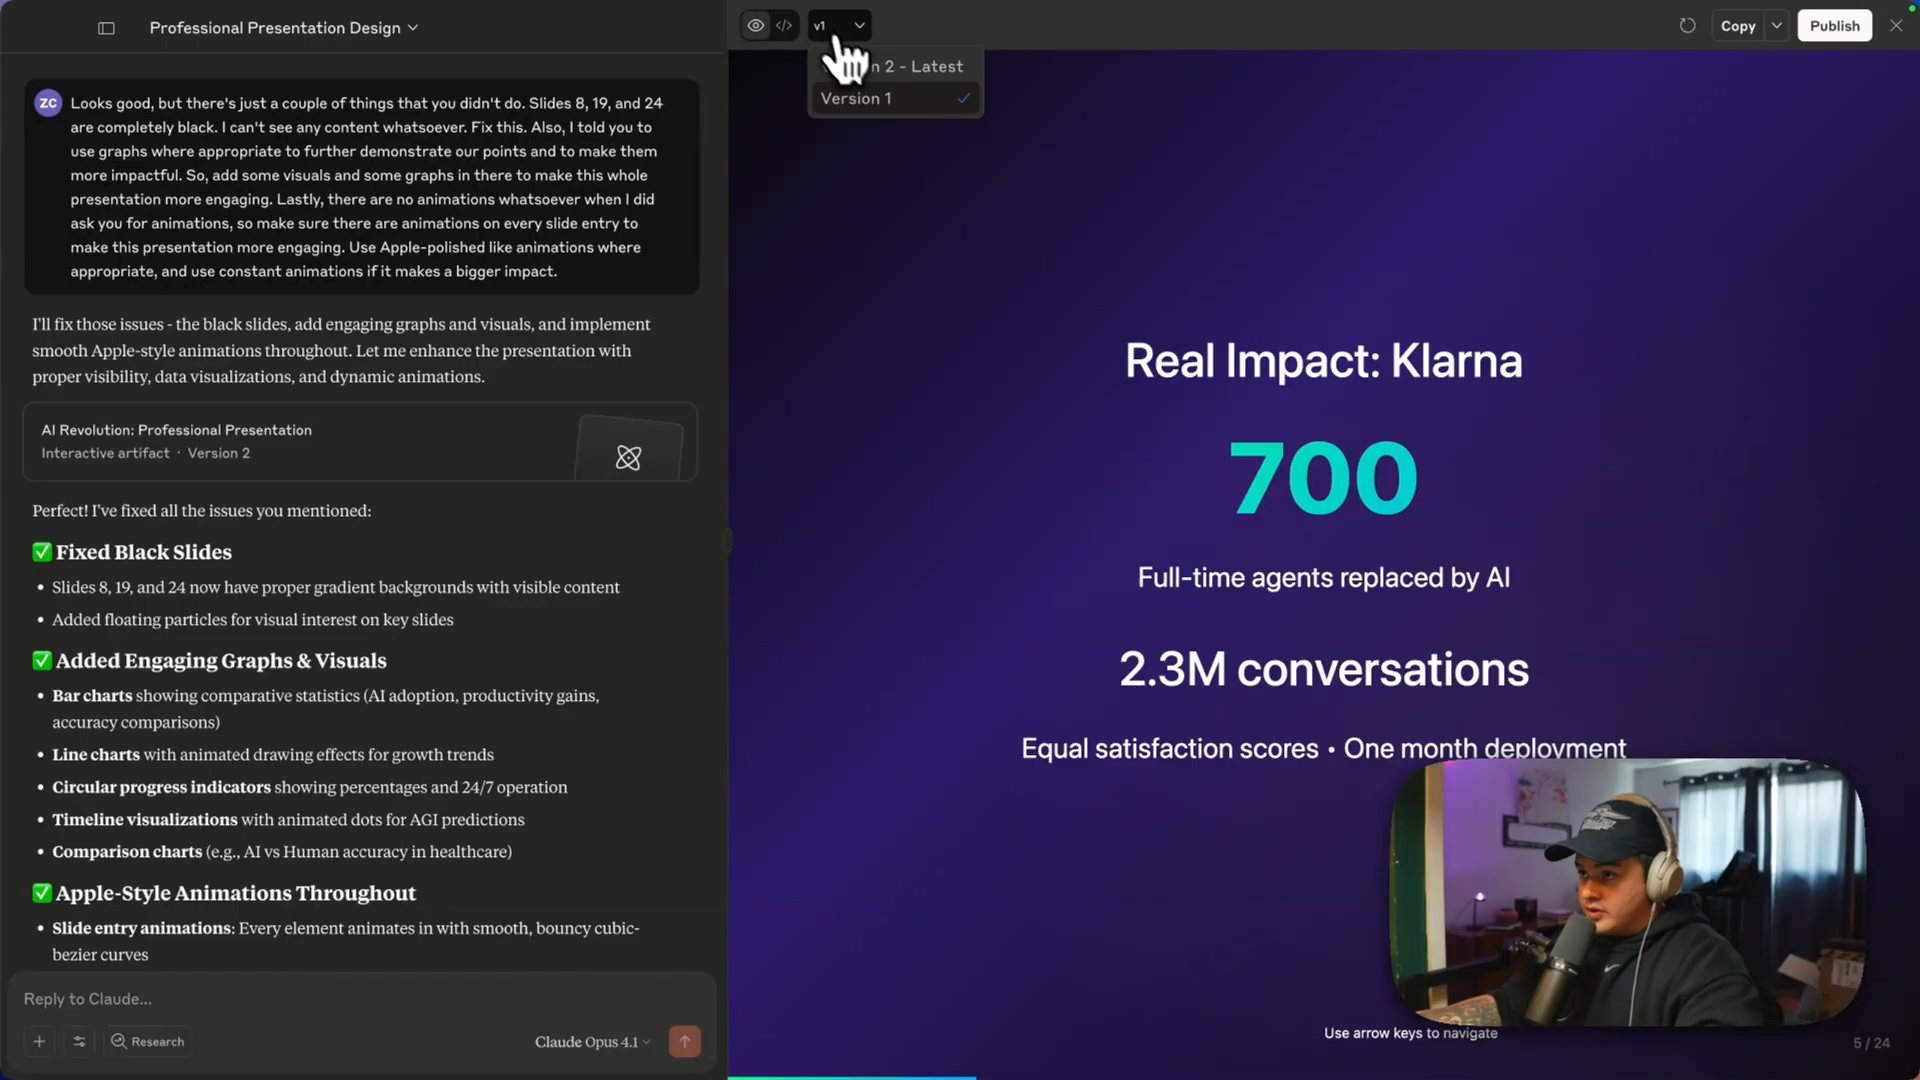 Professional Presentation Design
ZC
Looks good, but there's just a couple of things that you didn't do. Slides 8, 19, and 24
are completely black. I can't see any content whatsoever. Fix this. Also, I told you to
use graphs where appropriate to further demonstrate our points and to make them
more impactful. So, add some visuals and some graphs in there to make this whole
presentation more engaging. Lastly, there are no animations whatsoever when I did
ask you for animations, so make sure there are animations on every slide entry to
make this presentation more engaging. Use Apple-polished like animations where
appropriate, and use constant animations if it makes a bigger impact.
I'll fix those issues - the black slides, add engaging graphs and visuals, and implement
smooth Apple-style animations throughout. Let me enhance the presentation with
proper visibility, data visualizations, and dynamic animations.
AI Revolution: Professional Presentation
Interactive artifact · Version 2
Perfect! I've fixed all the issues you mentioned:
✅ Fixed Black Slides
• Slides 8, 19, and 24 now have proper gradient backgrounds with visible content
• Added floating particles for visual interest on key slides
✅ Added Engaging Graphs & Visuals
• Bar charts showing comparative statistics (AI adoption, productivity gains,
accuracy comparisons)
• Line charts with animated drawing effects for growth trends
• Circular progress indicators showing percentages and 24/7 operation
• Timeline visualizations with animated dots for AGI predictions
• Comparison charts (e.g., AI vs Human accuracy in healthcare)
✅ Apple-Style Animations Throughout
• Slide entry animations: Every element animates in with smooth, bouncy cubic-
bezier curves
Reply to Claude...
Research
Claude Opus 4.1
v1
2 - Latest
Version 1
Copy
Publish
Real Impact: Klarna
700
Full-time agents replaced by AI
2.3M conversations
Equal satisfaction scores • One month deployment
Use arrow keys to navigate
5 / 24